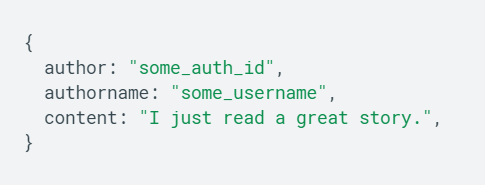 {
author: "some_auth_id",
authorname: "some_username",
content: "I just read a great story.",
}